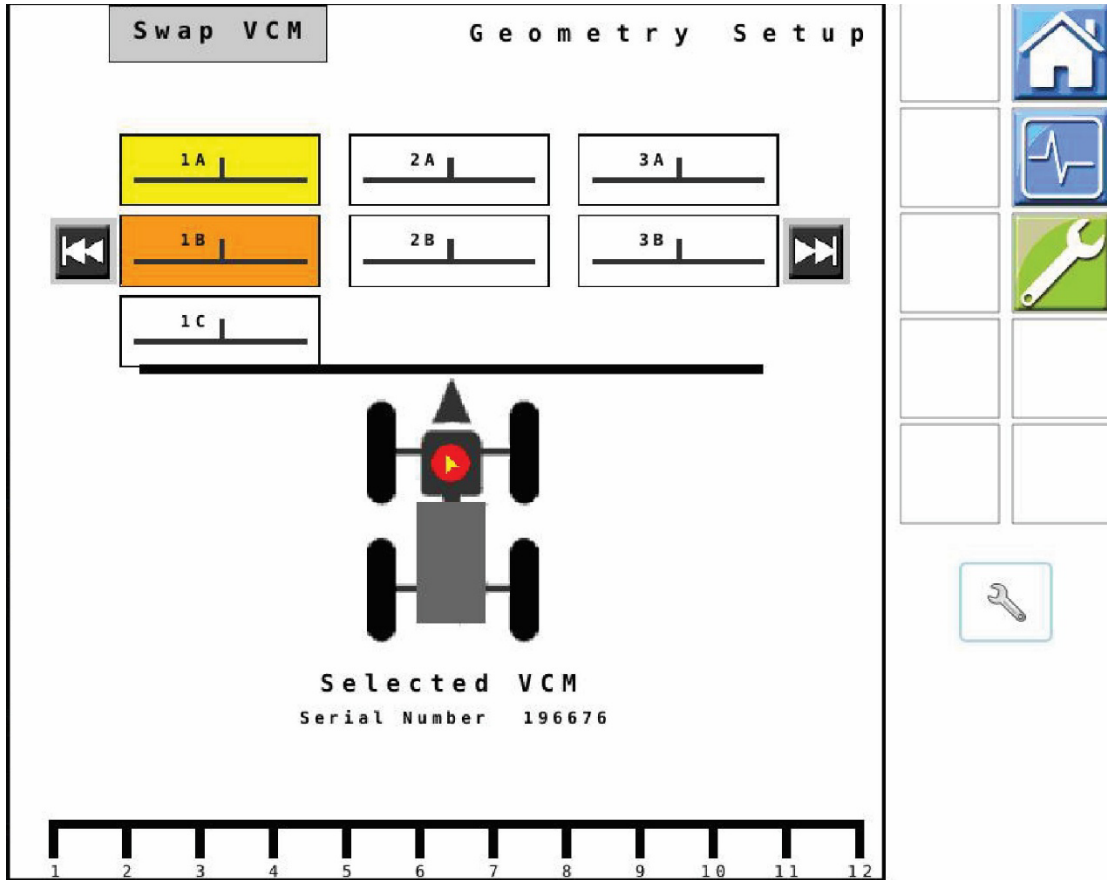 Swap VCM Geometry Setup
1A 2A 3A
1B 2B 3B
1C
Selected VCM
Serial Number 196676
1 2 3 4 5 6 7 8 9 10 11 12